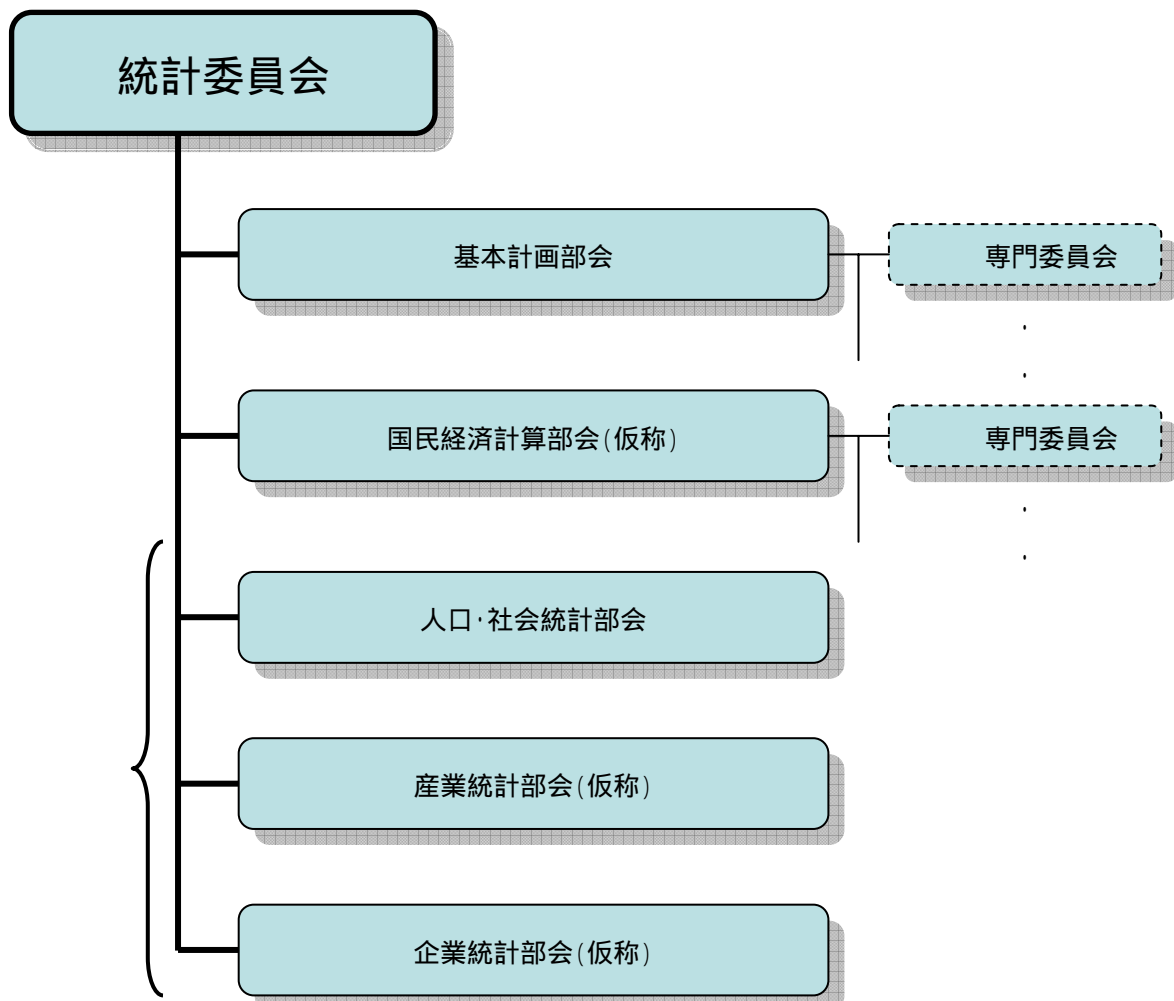 統計委員会
基本計画部会
専門委員会
国民経済計算部会(仮称)
専門委員会
人口・社会統計部会
産業統計部会(仮称)
企業統計部会(仮称)